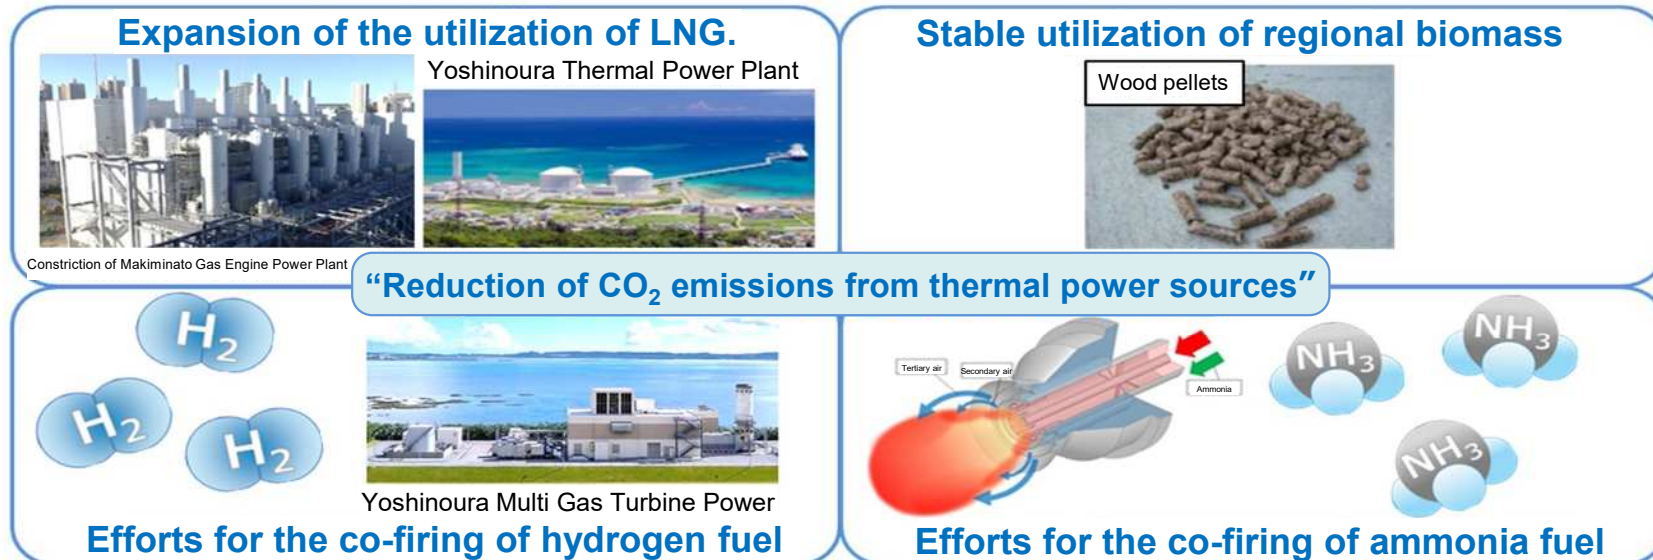 Expansion of the utilization of LNG.
Yoshinoura Thermal Power Plant
Constriction of Makiminato Gas Engine Power Plant
Stable utilization of regional biomass
Wood pellets
“Reduction of CO₂ emissions from thermal power sources”
H₂
H₂
H₂
Yoshinoura Multi Gas Turbine Power
Efforts for the co-firing of hydrogen fuel
Tertiary air
Secondary air
Ammonia
NH₃
NH₃
NH₃
Efforts for the co-firing of ammonia fuel